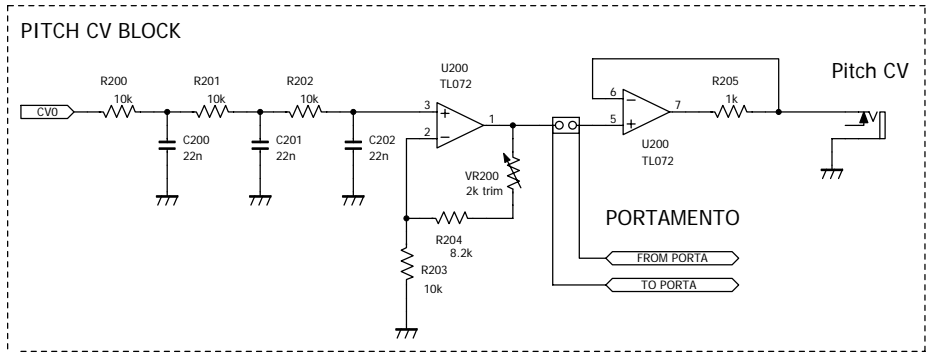 PITCH CV BLOCK
CV0
R200
10k
R201
10k
R202
10k
C200
22n
C201
22n
C202
22n
U200
TL072
3
+
2
−
1
VR200
2k trim
R204
8.2k
R203
10k
6
−
5
+
7
U200
TL072
R205
1k
Pitch CV
PORTAMENTO
FROM PORTA
TO PORTA